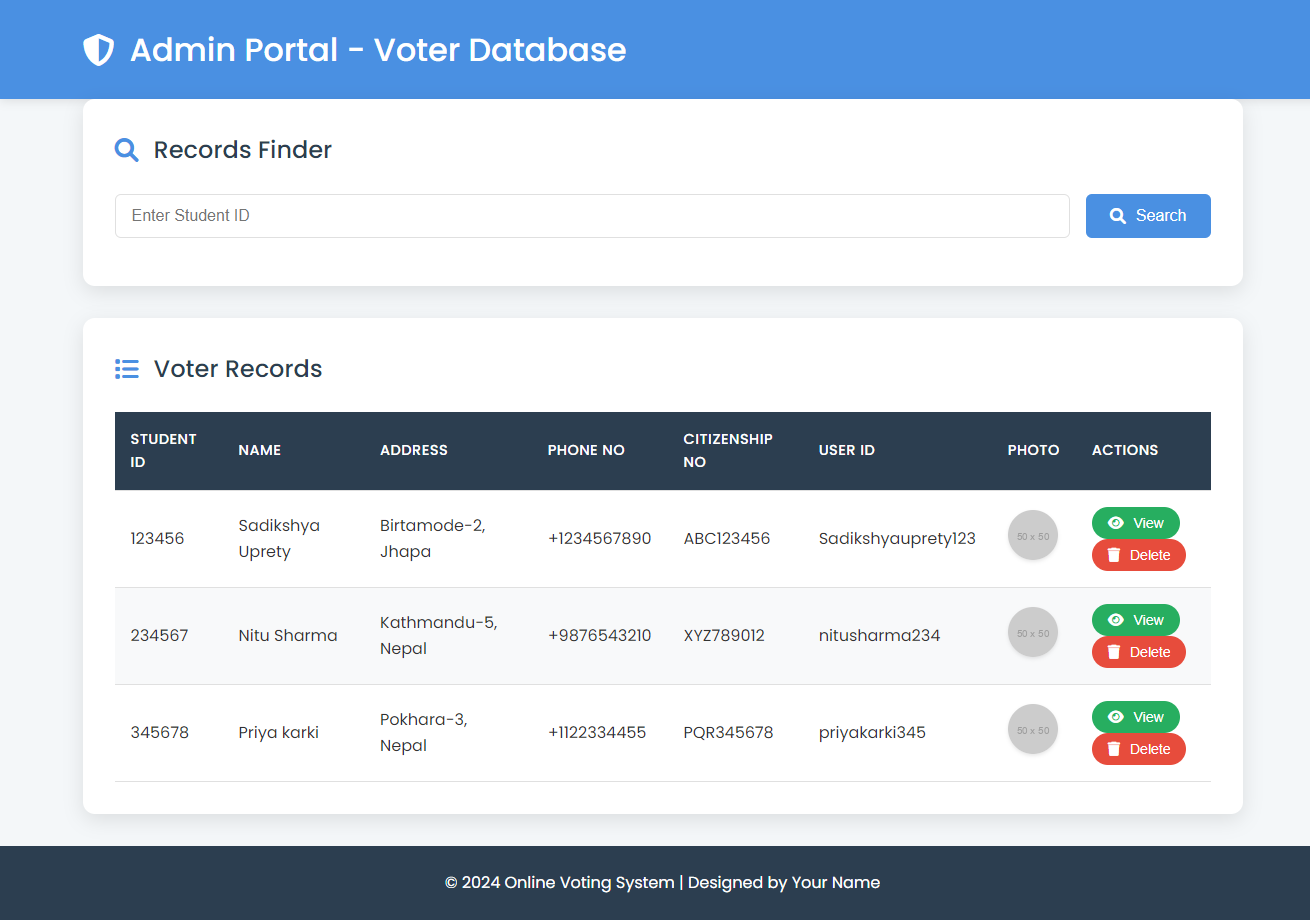 Admin Portal - Voter Database
Records Finder
Enter Student ID
Search
Voter Records
STUDENT ID
NAME
ADDRESS
PHONE NO
CITIZENSHIP NO
USER ID
PHOTO
ACTIONS
123456
Sadikshya Uprety
Birtamode-2, Jhapa
+1234567890
ABC123456
Sadikshyauprety123
50 x 50
View
Delete
234567
Nitu Sharma
Kathmandu-5, Nepal
+9876543210
XYZ789012
nitusharma234
50 x 50
View
Delete
345678
Priya karki
Pokhara-3, Nepal
+1122334455
PQR345678
priyakarki345
50 x 50
View
Delete
© 2024 Online Voting System | Designed by Your Name